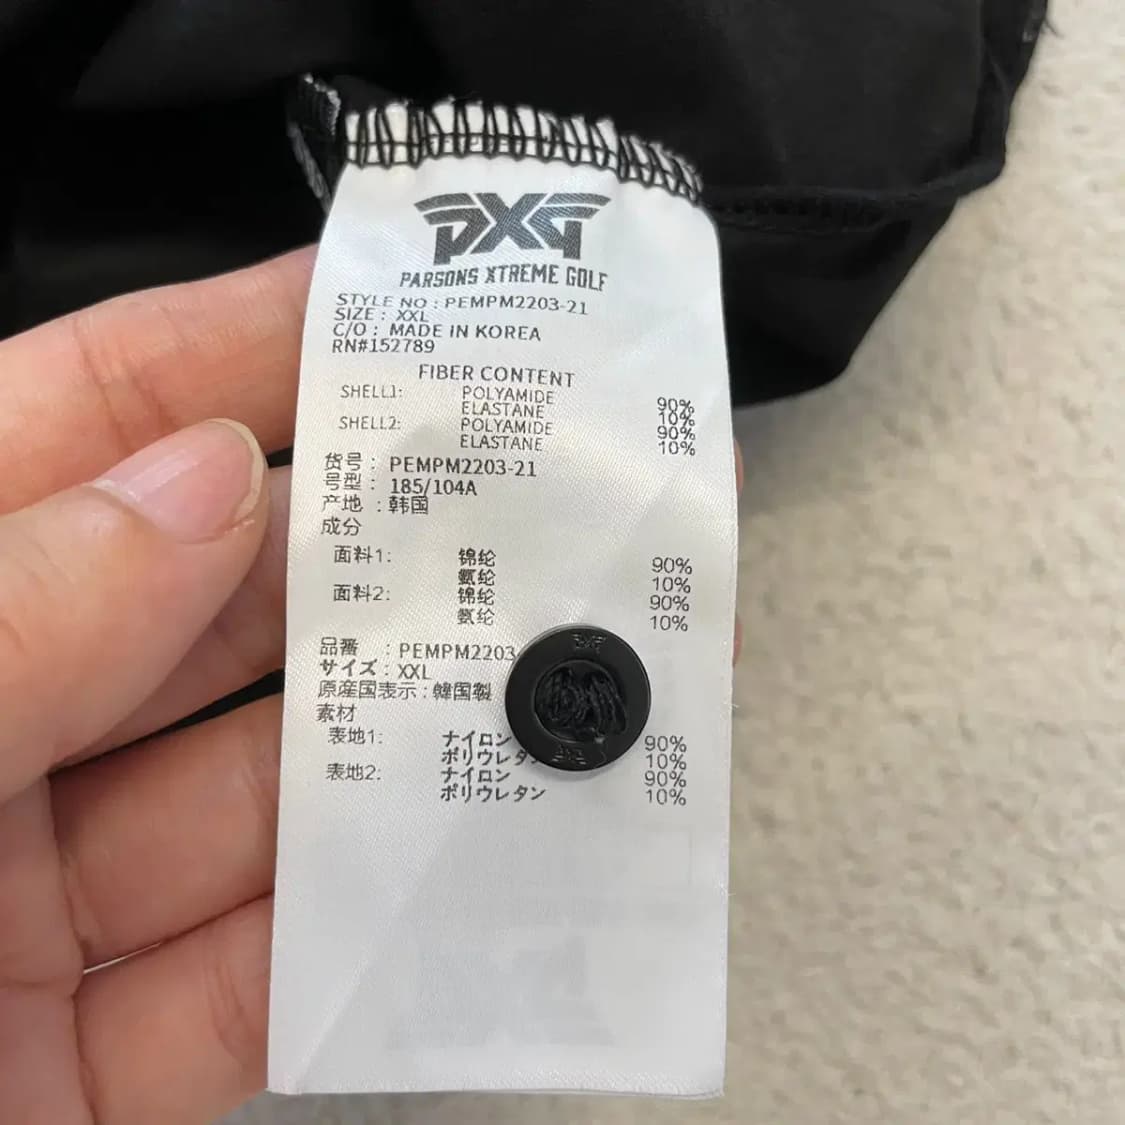 PXG
PARSONS XTREME GOLF
STYLE NO : PEMPM2203-21
SIZE : XXL
C/O : MADE IN KOREA
RN#152789
FIBER CONTENT
SHELL1: POLYAMIDE 90%
ELASTANE 10%
SHELL2: POLYAMIDE 90%
ELASTANE 10%
货号 : PEMPM2203-21
号型 : 185/104A
产地 : 韩国
成分
面料1: 锦纶 90%
氨纶 10%
面料2: 锦纶 90%
氨纶 10%
品番 : PEMPM2203
サイズ : XXL
原産国表示 : 韓国製
素材
表地1: ナイロン 90%
ポリウレタ 10%
表地2: ナイロン 90%
ポリウレタン 10%
PXG